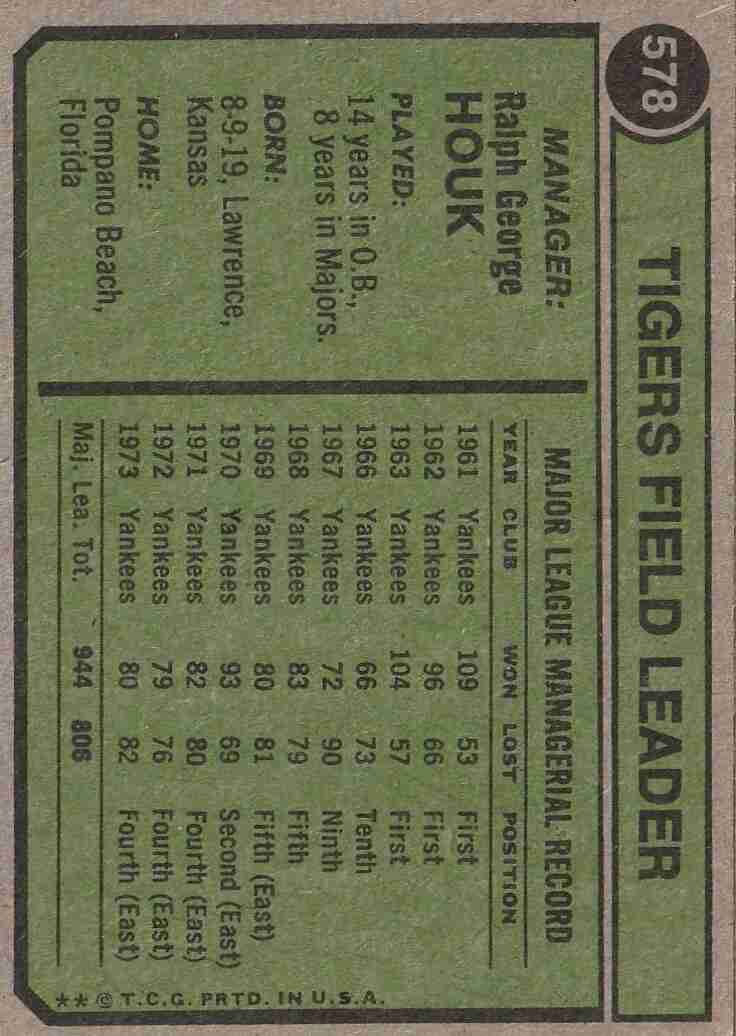 578
TIGERS FIELD LEADER
MANAGER:
Ralph George
HOUK
PLAYED:
14 years in O.B.,
8 years in Majors.
BORN:
8-9-19, Lawrence,
Kansas
HOME:
Pompano Beach,
Florida
MAJOR LEAGUE MANAGERIAL RECORD
YEAR CLUB WON LOST POSITION
1961 Yankees 109 53 First
1962 Yankees 96 66 First
1963 Yankees 104 57 First
1966 Yankees 66 73 Tenth
1967 Yankees 72 90 Ninth
1968 Yankees 83 79 Fifth
1969 Yankees 80 81 Fifth (East)
1970 Yankees 93 69 Second (East)
1971 Yankees 82 80 Fourth (East)
1972 Yankees 79 76 Fourth (East)
1973 Yankees 80 82 Fourth (East)
Maj. Lea. Tot. 944 806
** © T.C.G. PRTD. IN U.S.A.